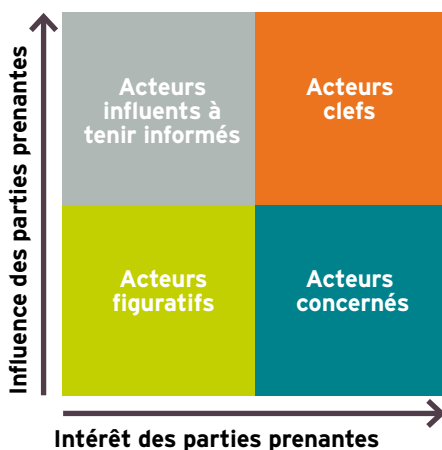 Influence des parties prenantes
Acteurs
influents à
tenir informés
Acteurs
clefs
Acteurs
figuratifs
Acteurs
concernés
Intérêt des parties prenantes